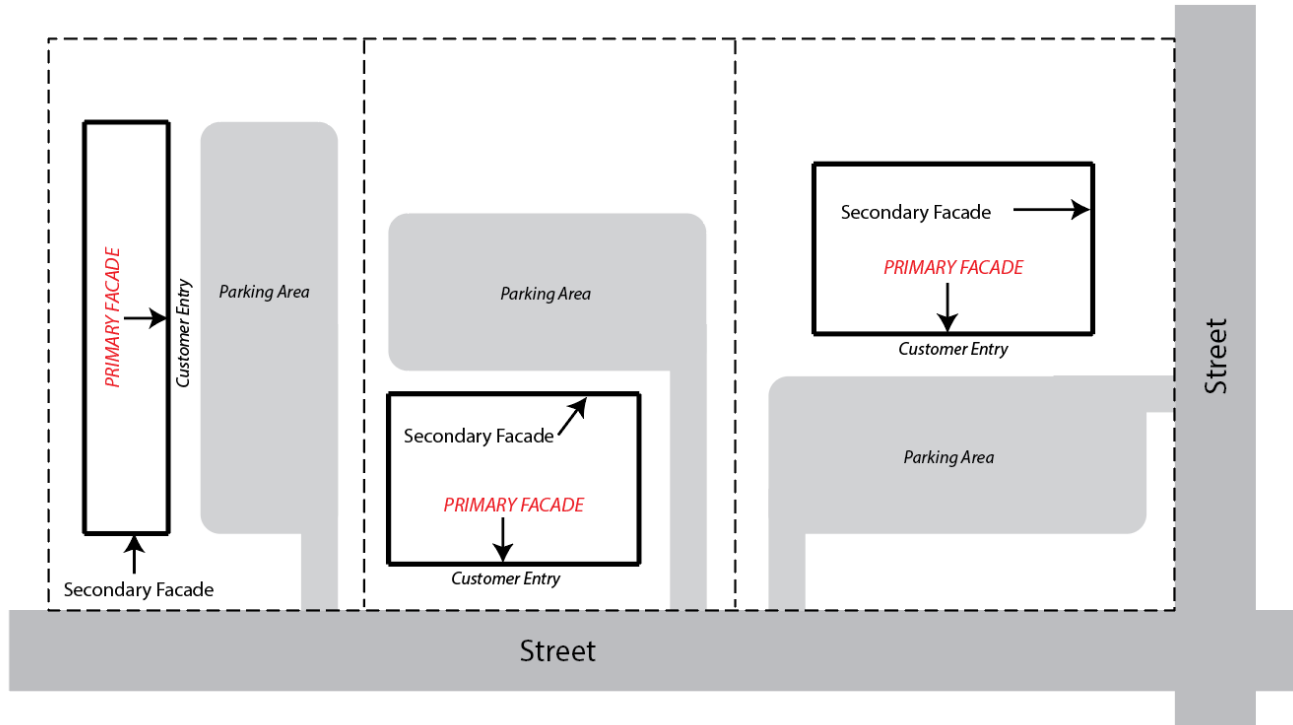 PRIMARY FACADE
Customer Entry
Parking Area
Secondary Facade
Parking Area
Secondary Facade
PRIMARY FACADE
Customer Entry
Secondary Facade
PRIMARY FACADE
Customer Entry
Parking Area
Street
Street